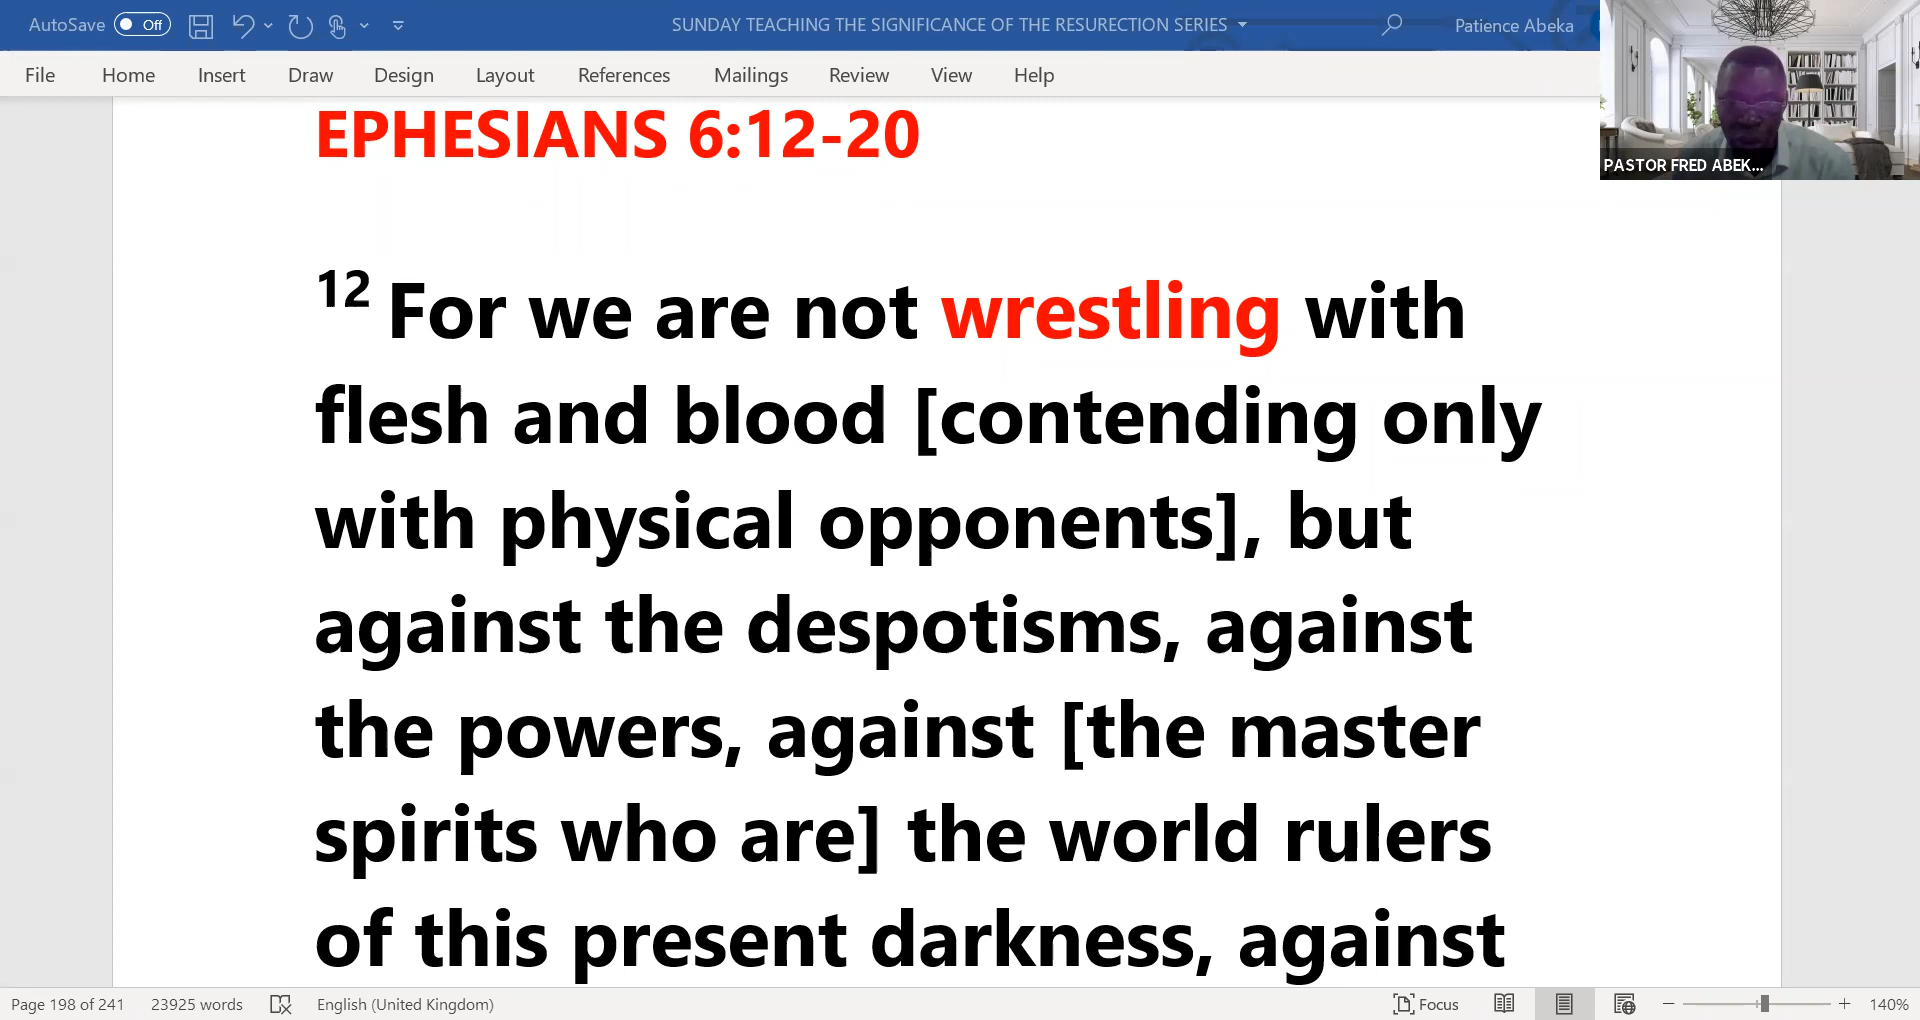 AutoSave Off SUNDAY TEACHING THE SIGNIFICANCE OF THE RESURECTION SERIES Patience Abeka
File Home Insert Draw Design Layout References Mailings Review View Help
PASTOR FRED ABEK...
EPHESIANS 6:12-20
12 For we are not wrestling with
flesh and blood [contending only
with physical opponents], but
against the despotisms, against
the powers, against [the master
spirits who are] the world rulers
of this present darkness, against
Page 198 of 241 23925 words English (United Kingdom) Focus 140%